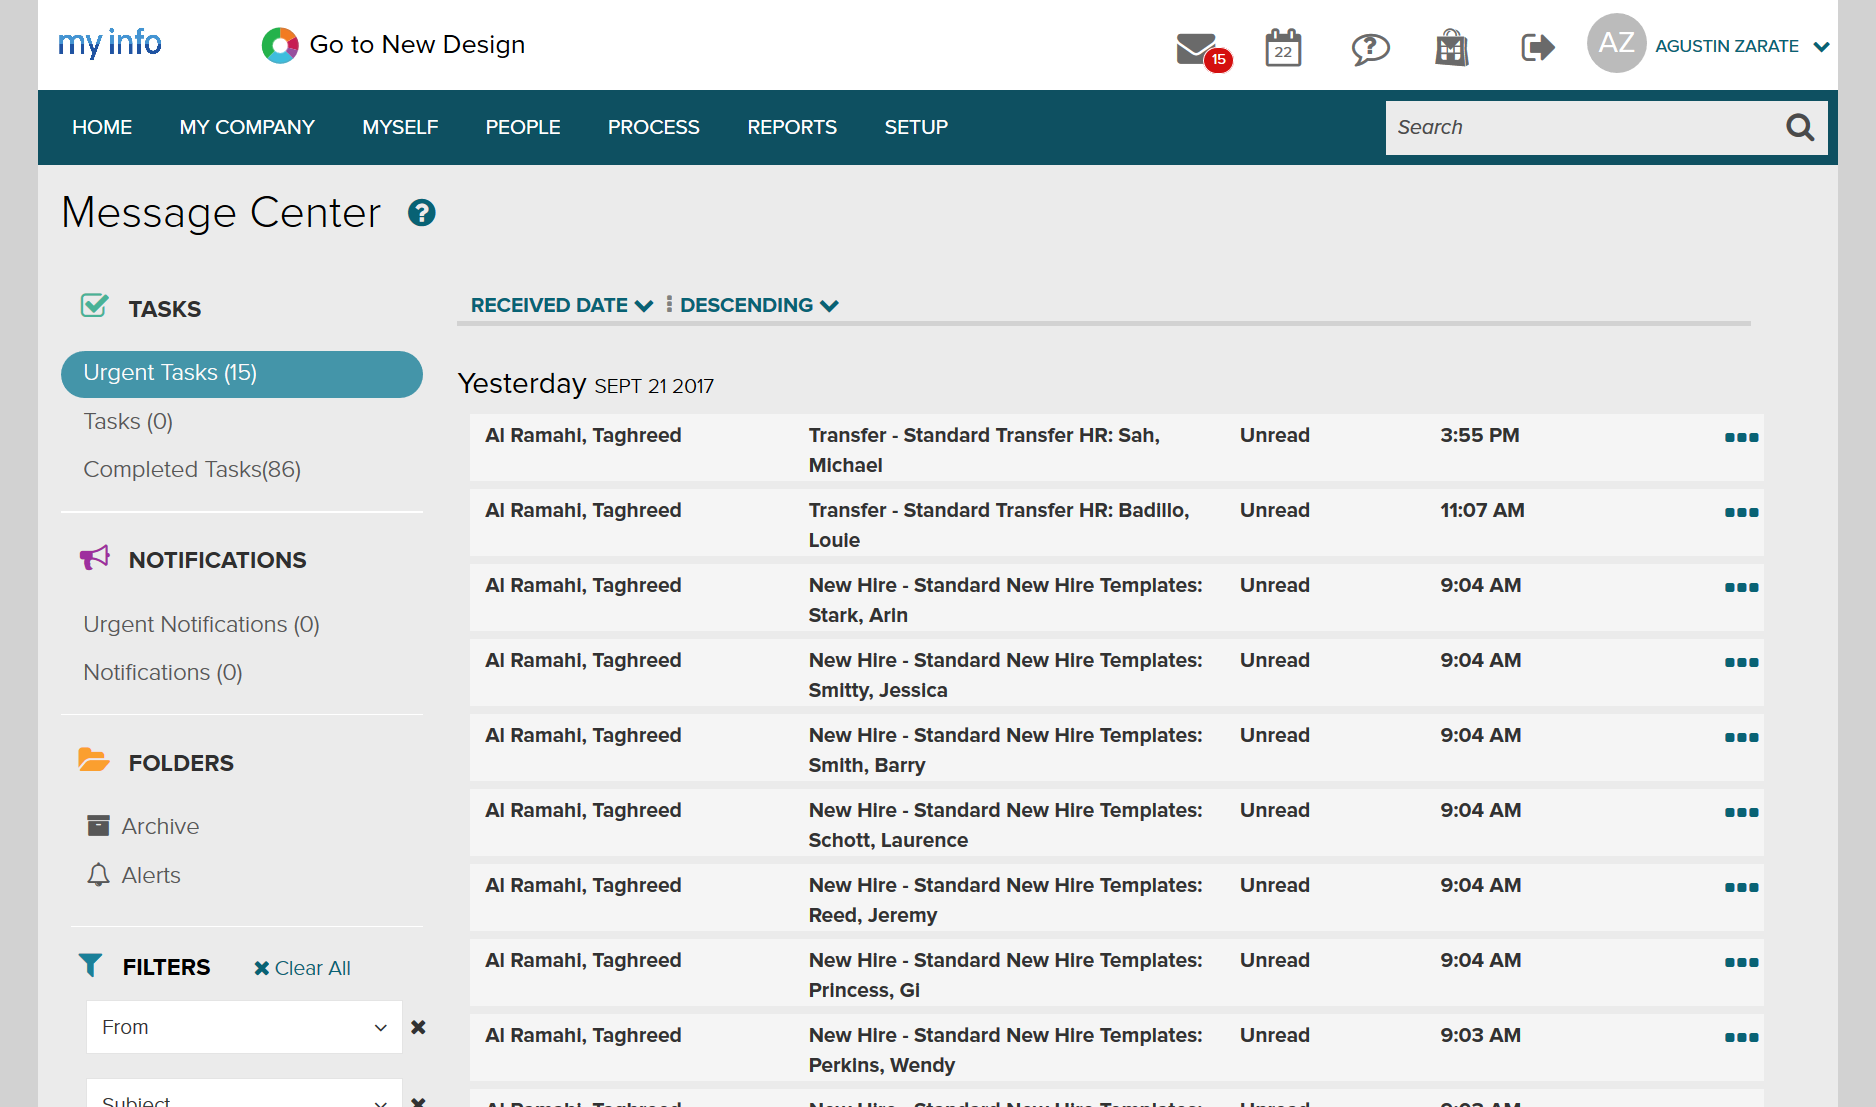 my info
Go to New Design
15
22
AZ
AGUSTIN ZARATE
HOME
MY COMPANY
MYSELF
PEOPLE
PROCESS
REPORTS
SETUP
Search
Message Center
TASKS
Urgent Tasks (15)
Tasks (0)
Completed Tasks(86)
NOTIFICATIONS
Urgent Notifications (0)
Notifications (0)
FOLDERS
Archive
Alerts
FILTERS
Clear All
From
Subject
RECEIVED DATE
DESCENDING
Yesterday SEPT 21 2017
Al Ramahi, Taghreed
Transfer - Standard Transfer HR: Sah,
Michael
Unread
3:55 PM
Al Ramahi, Taghreed
Transfer - Standard Transfer HR: Badillo,
Louie
Unread
11:07 AM
Al Ramahi, Taghreed
New Hire - Standard New Hire Templates:
Stark, Arin
Unread
9:04 AM
Al Ramahi, Taghreed
New Hire - Standard New Hire Templates:
Smitty, Jessica
Unread
9:04 AM
Al Ramahi, Taghreed
New Hire - Standard New Hire Templates:
Smith, Barry
Unread
9:04 AM
Al Ramahi, Taghreed
New Hire - Standard New Hire Templates:
Schott, Laurence
Unread
9:04 AM
Al Ramahi, Taghreed
New Hire - Standard New Hire Templates:
Reed, Jeremy
Unread
9:04 AM
Al Ramahi, Taghreed
New Hire - Standard New Hire Templates:
Princess, Gi
Unread
9:04 AM
Al Ramahi, Taghreed
New Hire - Standard New Hire Templates:
Perkins, Wendy
Unread
9:03 AM